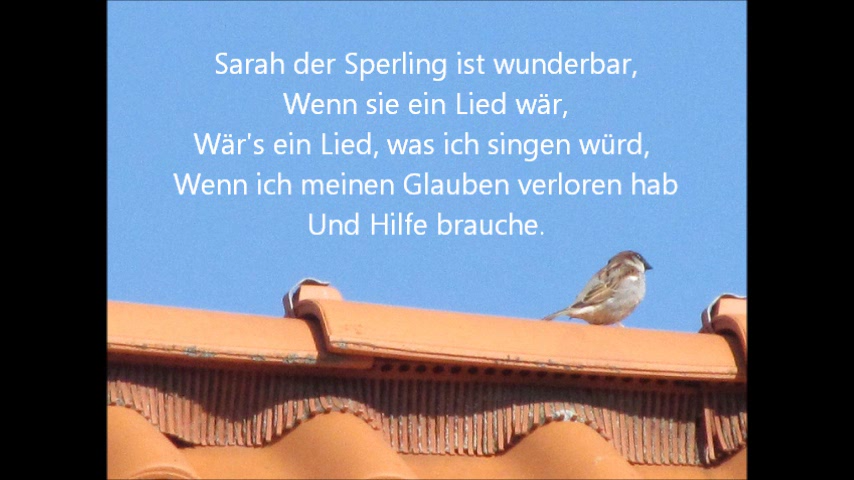 Sarah der Sperling ist wunderbar,
Wenn sie ein Lied wär,
Wär's ein Lied, was ich singen würd,
Wenn ich meinen Glauben verloren hab
Und Hilfe brauche.